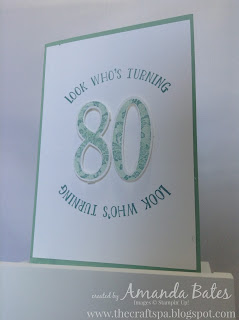 LOOK WHO'S TURNING
80
LOOK WHO'S TURNING
created by Amanda Bates
Images © Stampin' Up!
www.thecraftspa.blogspot.com